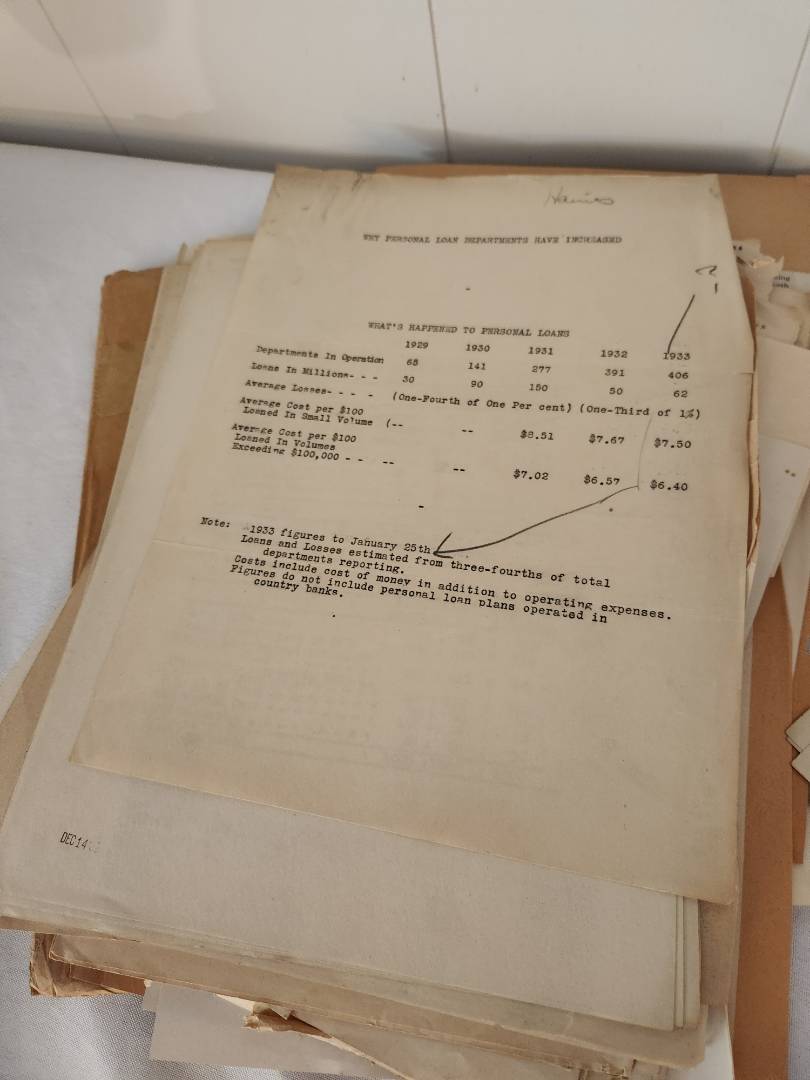 WHY PERSONAL LOAN DEPARTMENTS HAVE INCREASED
?
WHAT'S HAPPENED TO PERSONAL LOANS
1929 1930 1931 1932 1933
Departments In Operation 68 141 277 391 406
Loans In Millions- - - 30 90 150 50 62
Average Losses- - - - (One-Fourth of One Per cent) (One-Third of 1%)
Average Cost per $100
Loaned In Small Volume (-- -- $8.51 $7.67 $7.50
Average Cost per $100
Loaned In Volumes
Exceeding $100,000 - - -- -- $7.02 $6.57 $6.40
Note: 1933 figures to January 25th
Loans and Losses estimated from three-fourths of total
departments reporting.
Costs include cost of money in addition to operating expenses.
Figures do not include personal loan plans operated in
country banks.
DEC 14